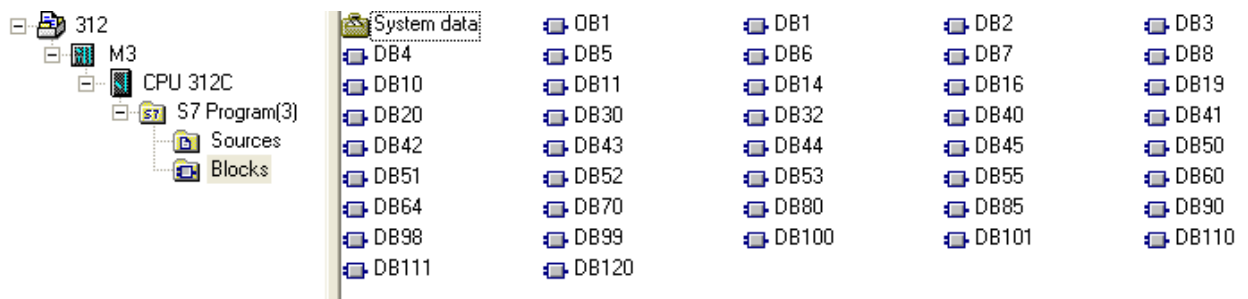 312 System data OB1 DB1 DB2 DB3
M3 DB4 DB5 DB6 DB7 DB8
CPU 312C DB10 DB11 DB14 DB16 DB19
S7 S7 Program(3) DB20 DB30 DB32 DB40 DB41
Sources DB42 DB43 DB44 DB45 DB50
Blocks DB51 DB52 DB53 DB55 DB60
DB64 DB70 DB80 DB85 DB90
DB98 DB99 DB100 DB101 DB110
DB111 DB120